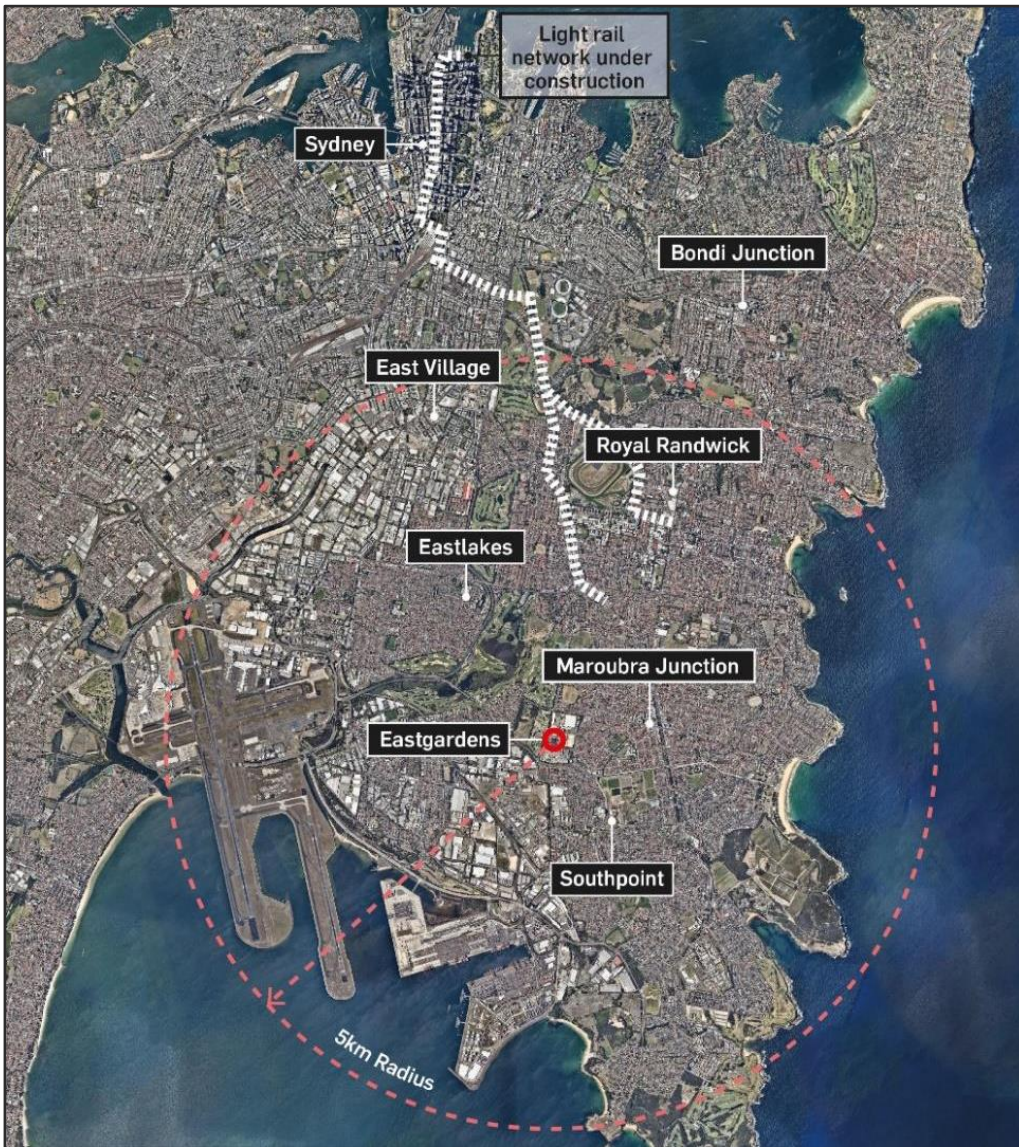 Light rail
network under
construction
Sydney
Bondi Junction
East Village
Royal Randwick
Eastlakes
Maroubra Junction
Eastgardens
Southpoint
5km Radius